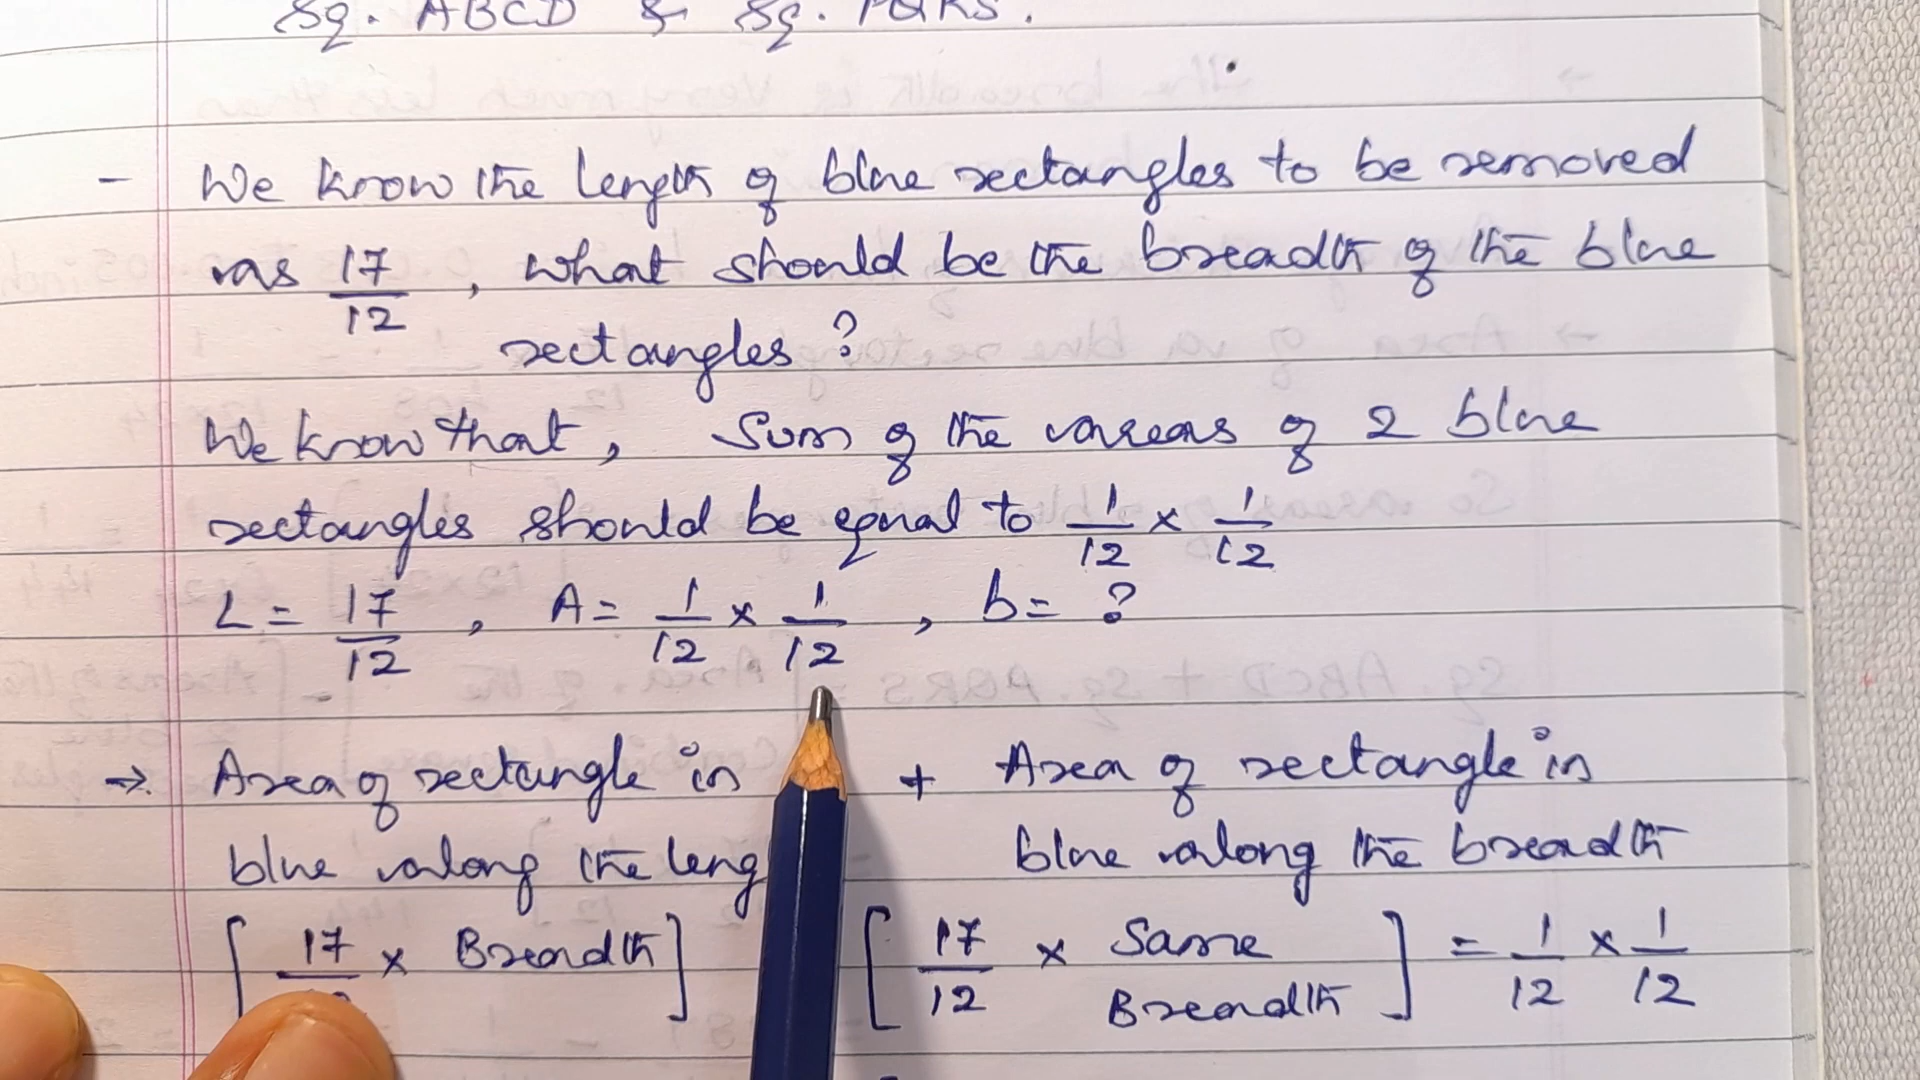 Sq. ABCD & Sq. PQRS.
- We know the length of blue rectangles to be removed
was 17/12, what should be the breadth of the blue
rectangles?
We know that, Sum of the areas of 2 blue
rectangles should be equal to 1/12 × 1/12
L = 17/12, A = 1/12 × 1/12, b = ?
→ Area of rectangle in + Area of rectangle in
blue along the leng blue along the breadth
[17/12 × Breadth] [17/12 × Same Breadth] = 1/12 × 1/12